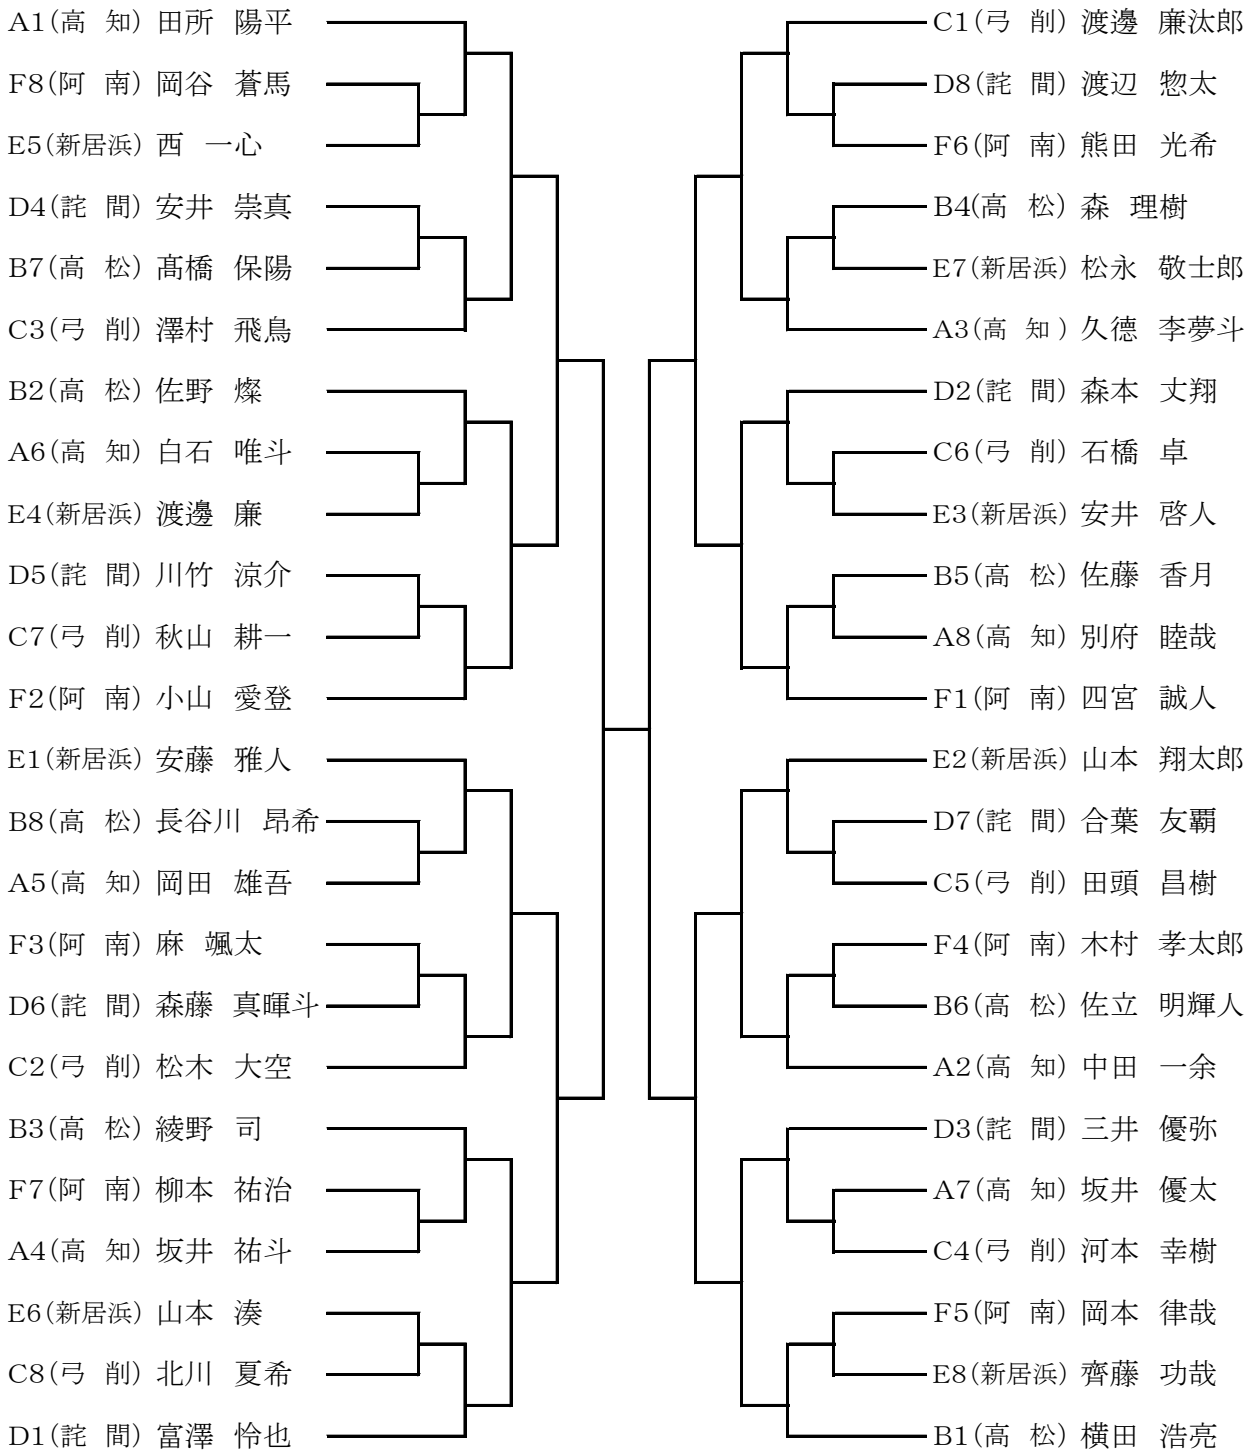 A1(高 知) 田所 陽平
F8(阿 南) 岡谷 蒼馬
E5(新居浜) 西 一心
D4(詫 間) 安井 崇真
B7(高 松) 髙橋 保陽
C3(弓 削) 澤村 飛鳥
B2(高 松) 佐野 燦
A6(高 知) 白石 唯斗
E4(新居浜) 渡邊 廉
D5(詫 間) 川竹 涼介
C7(弓 削) 秋山 耕一
F2(阿 南) 小山 愛登
E1(新居浜) 安藤 雅人
B8(高 松) 長谷川 昂希
A5(高 知) 岡田 雄吾
F3(阿 南) 麻 颯太
D6(詫 間) 森藤 真暉斗
C2(弓 削) 松木 大空
B3(高 松) 綾野 司
F7(阿 南) 柳本 祐治
A4(高 知) 坂井 祐斗
E6(新居浜) 山本 湊
C8(弓 削) 北川 夏希
D1(詫 間) 富澤 怜也
C1(弓 削) 渡邊 廉汰郎
D8(詫 間) 渡辺 惣太
F6(阿 南) 熊田 光希
B4(高 松) 森 理樹
E7(新居浜) 松永 敬士郎
A3(高 知) 久德 李夢斗
D2(詫 間) 森本 丈翔
C6(弓 削) 石橋 卓
E3(新居浜) 安井 啓人
B5(高 松) 佐藤 香月
A8(高 知) 別府 睦哉
F1(阿 南) 四宮 誠人
E2(新居浜) 山本 翔太郎
D7(詫 間) 合葉 友覇
C5(弓 削) 田頭 昌樹
F4(阿 南) 木村 孝太郎
B6(高 松) 佐立 明輝人
A2(高 知) 中田 一余
D3(詫 間) 三井 優弥
A7(高 知) 坂井 優太
C4(弓 削) 河本 幸樹
F5(阿 南) 岡本 律哉
E8(新居浜) 齊藤 功哉
B1(高 松) 横田 浩亮